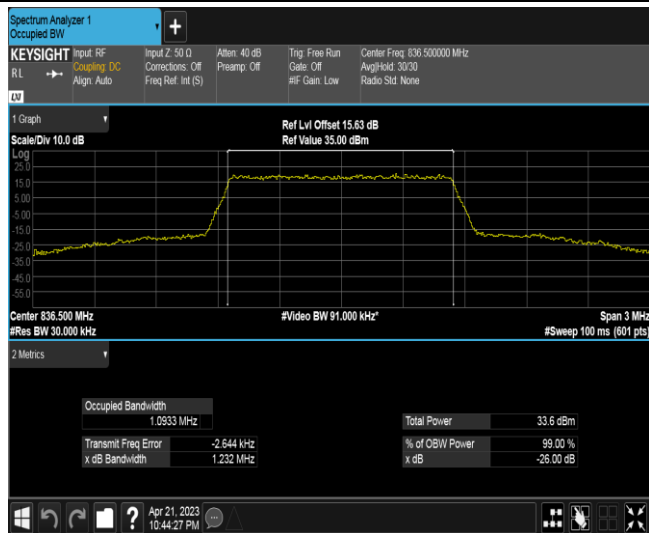 Spectrum Analyzer 1
Occupied BW
+
KEYSIGHT
RL
Input: RF
Coupling: DC
Align: Auto
Input Z: 50 Ω
Corrections: Off
Freq Ref: Int (S)
Atten: 40 dB
Preamp: Off
Trig: Free Run
Gate: Off
#IF Gain: Low
Center Freq: 836.500000 MHz
Avg|Hold: 30/30
Radio Std: None
1 Graph
Scale/Div 10.0 dB
Ref Lvl Offset 15.63 dB
Ref Value 35.00 dBm
Log
25.0
15.0
5.00
-5.00
-15.0
-25.0
-35.0
-45.0
-55.0
Center 836.500 MHz
#Res BW 30.000 kHz
#Video BW 91.000 kHz*
Span 3 MHz
#Sweep 100 ms (601 pts)
2 Metrics
Occupied Bandwidth
1.0933 MHz
Transmit Freq Error -2.644 kHz
x dB Bandwidth 1.232 MHz
Total Power 33.6 dBm
% of OBW Power 99.00 %
x dB -26.00 dB
?
Apr 21, 2023
10:44:27 PM